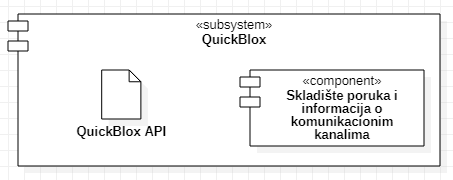 «subsystem»
QuickBlox
QuickBlox API
«component»
Skladište poruka i
informacija o
komunikacionim
kanalima